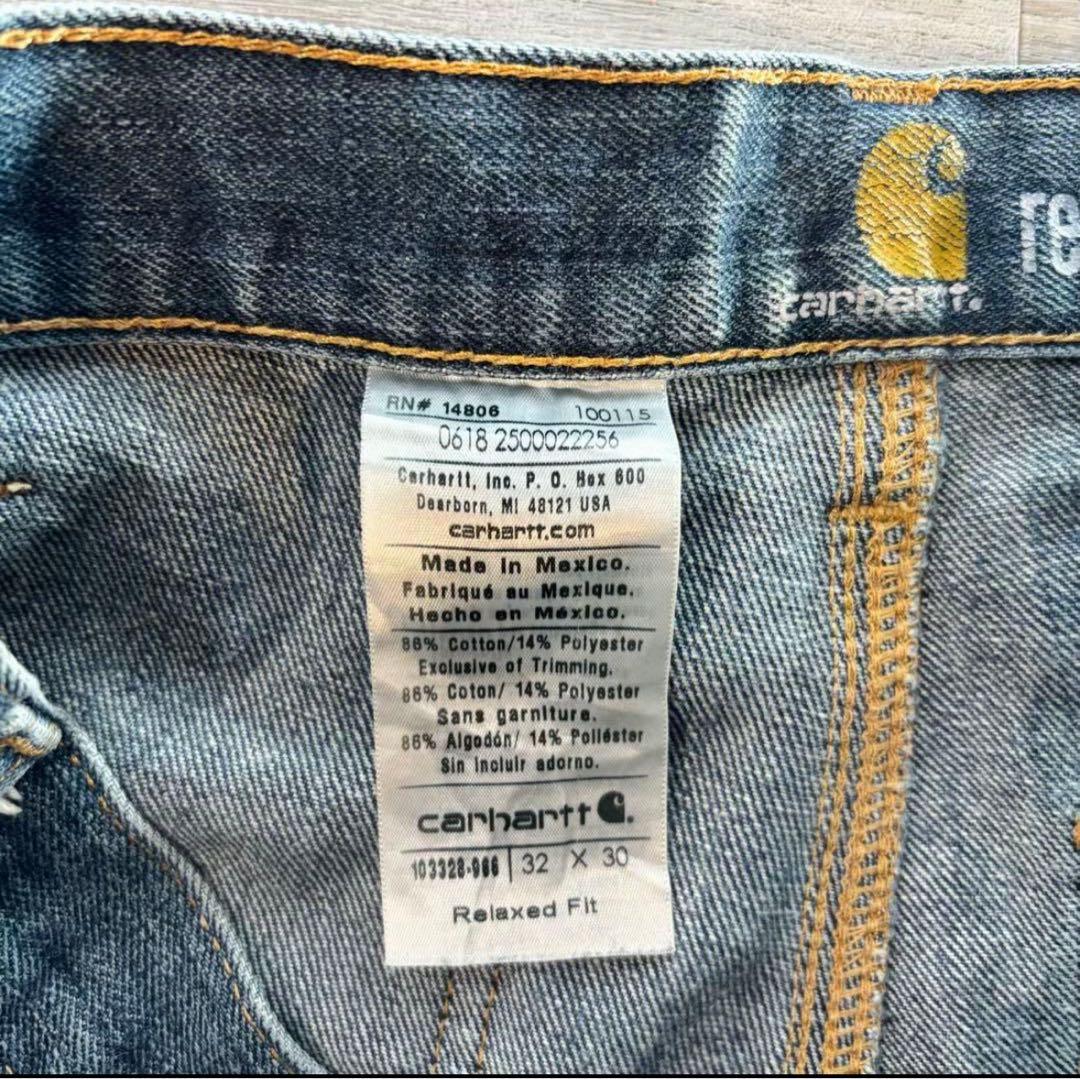 carhartt.
re
RN# 14806 100115
0618 2500022256
Carhartt, Inc. P. O. Box 600
Dearborn, MI 48121 USA
carhartt.com
Made in Mexico.
Fabriqué au Mexique.
Hecho en México.
86% Cotton/14% Polyester
Exclusive of Trimming.
86% Coton/ 14% Polyester
Sans garniture.
86% Algodón/ 14% Poliéster
Sin incluir adorno.
carhartt
103328-986 32 X 30
Relaxed Fit